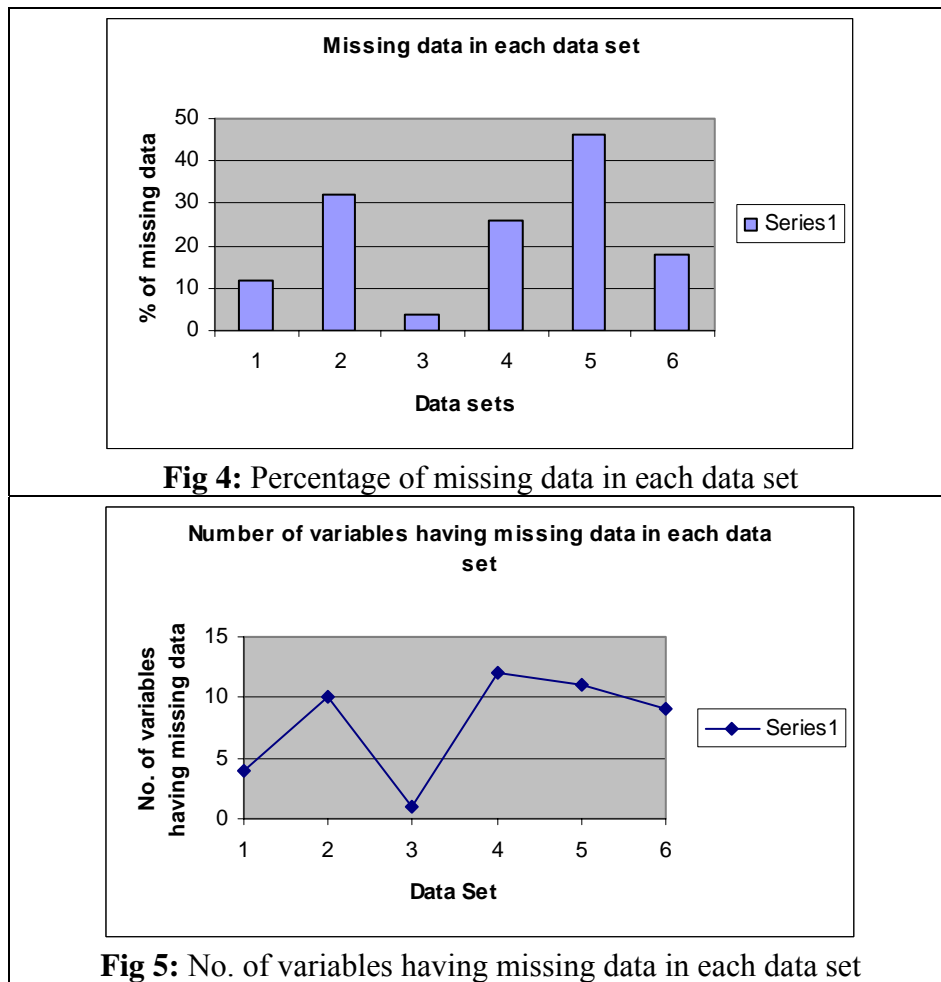 Missing data in each data set
50
40
30
20
10
0
% of missing data
1 2 3 4 5 6
Data sets
Series1
Fig 4: Percentage of missing data in each data set
Number of variables having missing data in each data
set
15
10
5
0
No. of variables
having missing data
1 2 3 4 5 6
Data Set
Series1
Fig 5: No. of variables having missing data in each data set